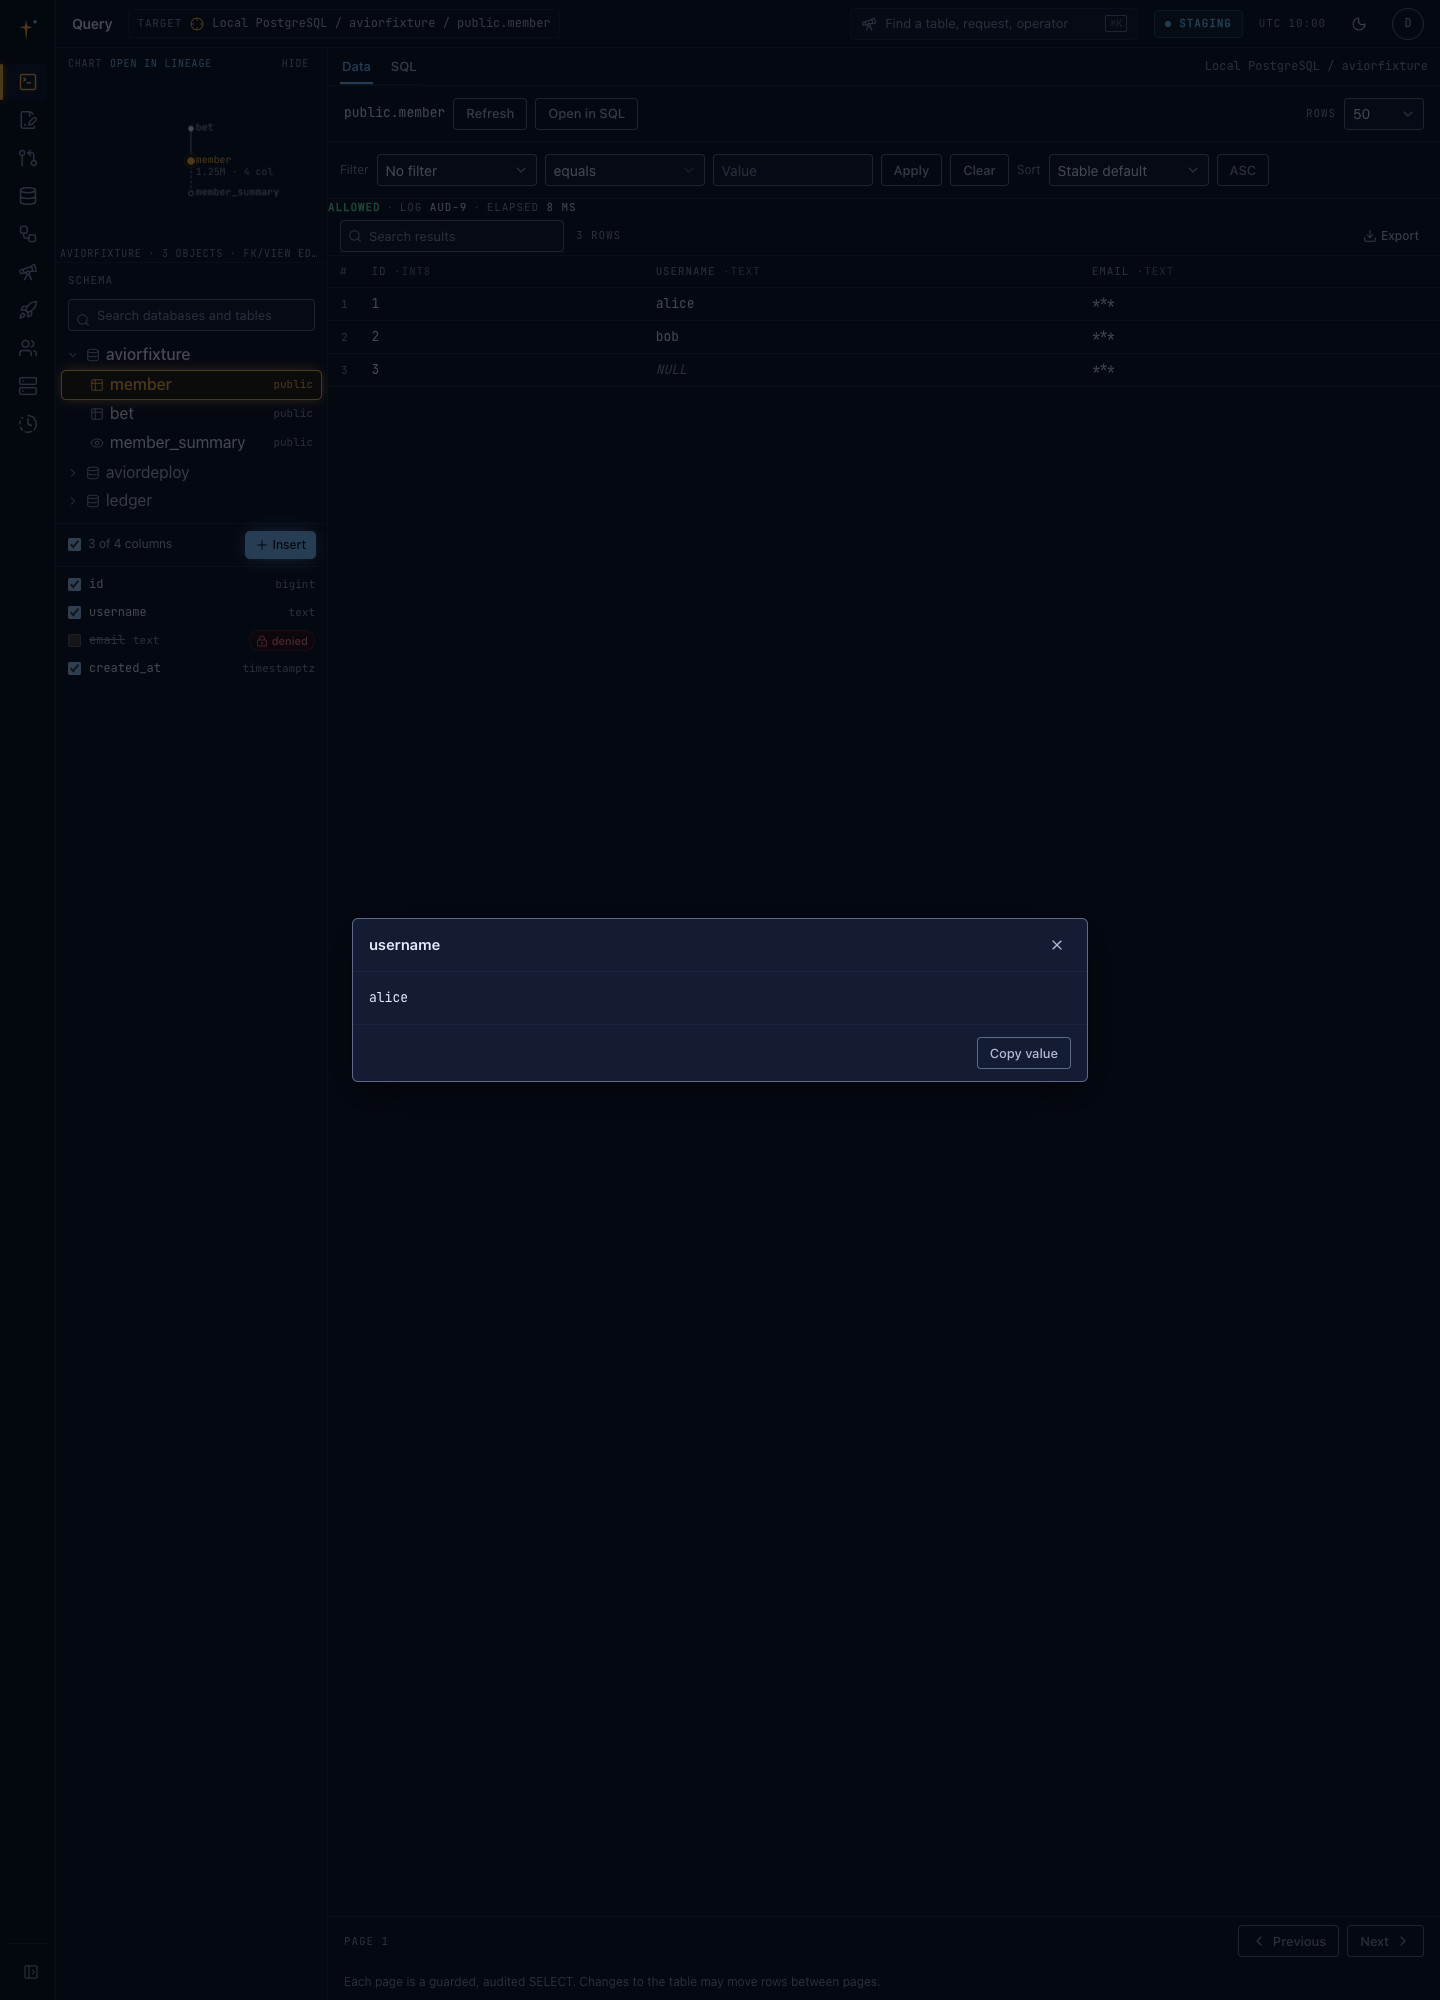 Query
TARGET Local PostgreSQL / aviorfixture / public.member
Find a table, request, operator ⌘K
STAGING
UTC 10:00
D
CHART OPEN IN LINEAGE HIDE
bet
member
1.25M · 4 col
member_summary
AVIORFIXTURE · 3 OBJECTS · FK/VIEW ED…
SCHEMA
Search databases and tables
aviorfixture
member public
bet public
member_summary public
aviordeploy
ledger
3 of 4 columns
Insert
id bigint
username text
email text denied
created_at timestamptz
Data SQL
Local PostgreSQL / aviorfixture
public.member Refresh Open in SQL
ROWS 50
Filter No filter equals Value Apply Clear Sort Stable default ASC
ALLOWED · LOG AUD-9 · ELAPSED 8 MS
Search results 3 ROWS Export
# ID ·INT8 USERNAME ·TEXT EMAIL ·TEXT
1 1 alice ***
2 2 bob ***
3 3 NULL ***
username
alice
Copy value
PAGE 1
Previous Next
Each page is a guarded, audited SELECT. Changes to the table may move rows between pages.